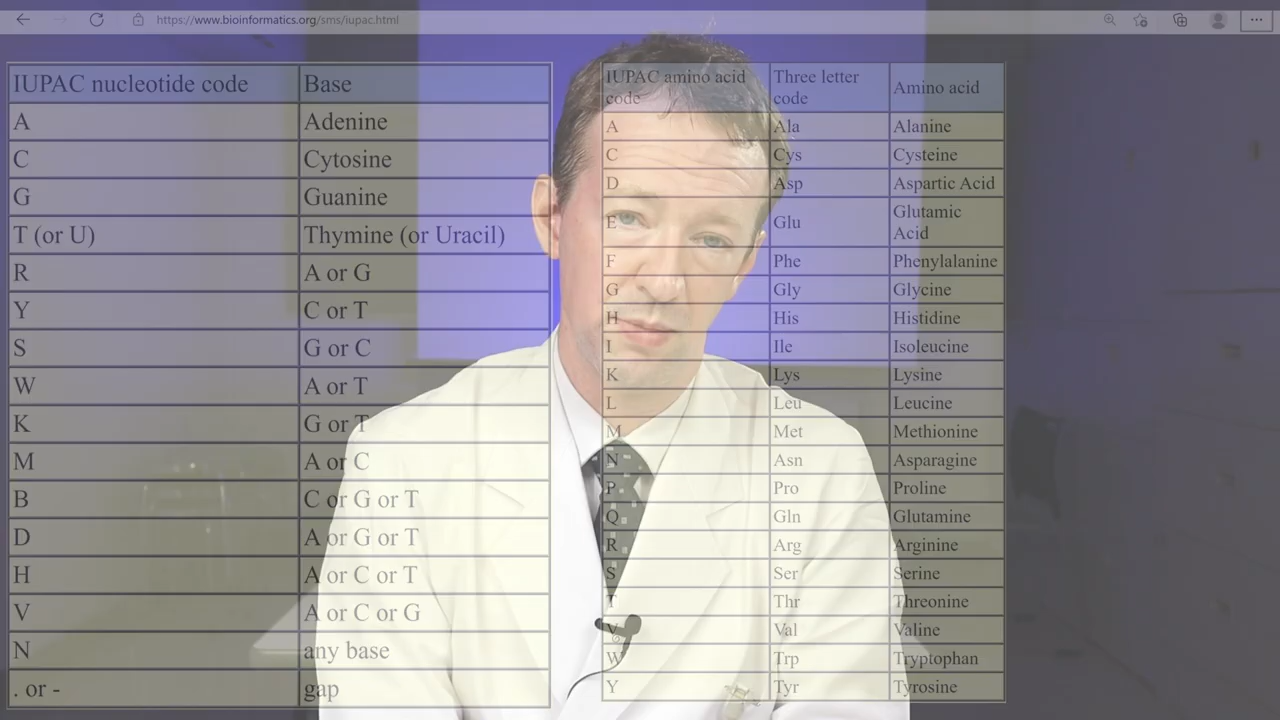 https://www.bioinformatics.org/sms/iupac.html
IUPAC nucleotide code Base
A Adenine
C Cytosine
G Guanine
T (or U) Thymine (or Uracil)
R A or G
Y C or T
S G or C
W A or T
K G or T
M A or C
B C or G or T
D A or G or T
H A or C or T
V A or C or G
N any base
. or - gap
IUPAC amino acid
code
Three letter
code
Amino acid
A Ala Alanine
C Cys Cysteine
D Asp Aspartic Acid
E Glu Glutamic
Acid
F Phe Phenylalanine
G Gly Glycine
H His Histidine
I Ile Isoleucine
K Lys Lysine
L Leu Leucine
M Met Methionine
N Asn Asparagine
P Pro Proline
Q Gln Glutamine
R Arg Arginine
S Ser Serine
T Thr Threonine
V Val Valine
W Trp Tryptophan
Y Tyr Tyrosine